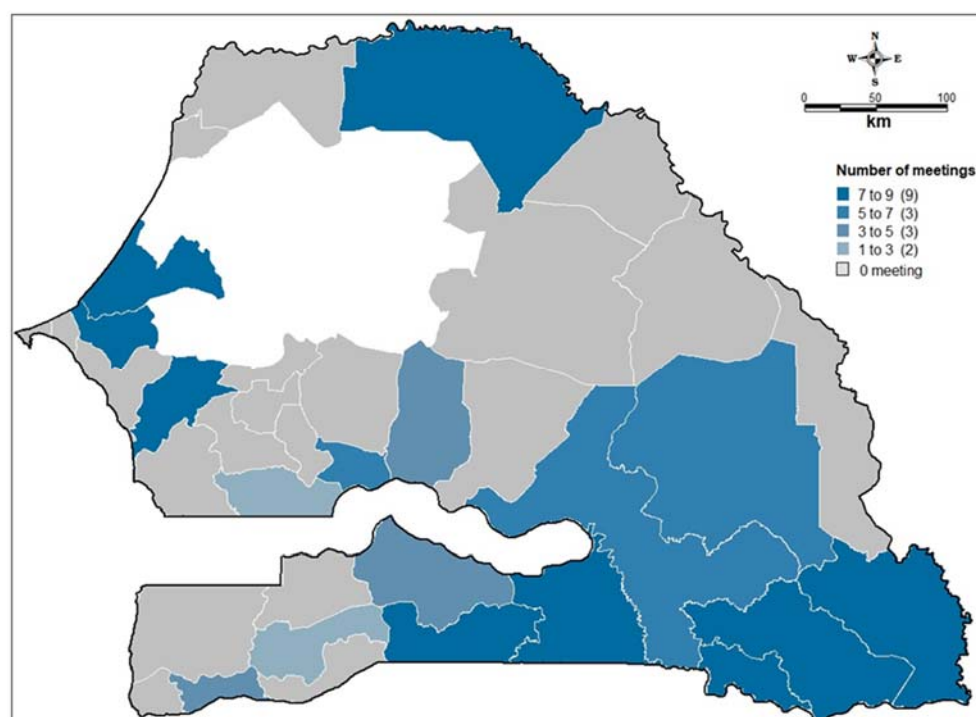 N
W E
S
0 50 100
km
Number of meetings
7 to 9 (9)
5 to 7 (3)
3 to 5 (3)
1 to 3 (2)
0 meeting